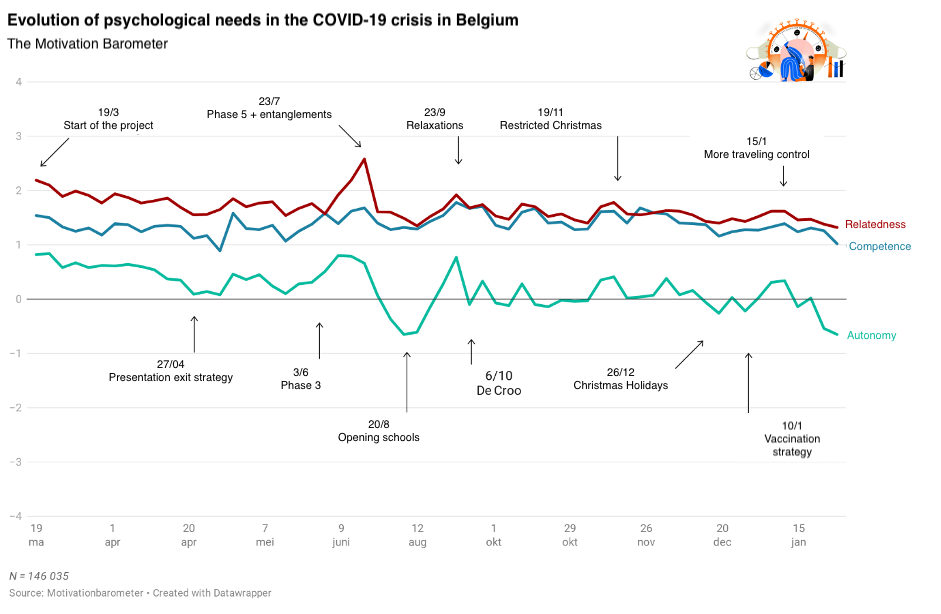 Evolution of psychological needs in the COVID-19 crisis in Belgium
The Motivation Barometer
4
3
2
1
0
−1
−2
−3
−4
19/3
Start of the project
23/7
Phase 5 + entanglements
23/9
Relaxations
19/11
Restricted Christmas
15/1
More traveling control
Relatedness
Competence
Autonomy
27/04
Presentation exit strategy
3/6
Phase 3
20/8
Opening schools
6/10
De Croo
26/12
Christmas Holidays
10/1
Vaccination
strategy
19 1 20 7 9 12 1 29 26 20 15
ma apr apr mei juni aug okt okt nov dec jan
N = 146 035
Source: Motivationbarometer • Created with Datawrapper